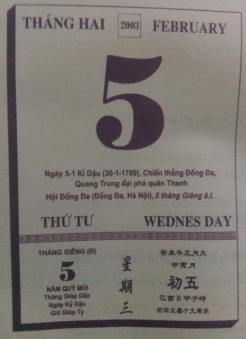 THÁNG HAI 2003 FEBRUARY
5
Ngày 5-1 Kỉ Dậu (30-1-1789), Chiến thắng Đống Đa,
Quang Trung đại phá quân Thanh
Hội Đống Đa (Đống Đa, Hà Nội), 5 tháng Giêng â.l.
THỨ TƯ WEDNES DAY
THÁNG GIÊNG (Đ)
5
NĂM QUÝ MÙI
Tháng Giáp Dần
Ngày Kỷ Dậu
Giờ Giáp Tý
星
期
三
癸未年正月大
甲寅月
初五
己酉日甲子時